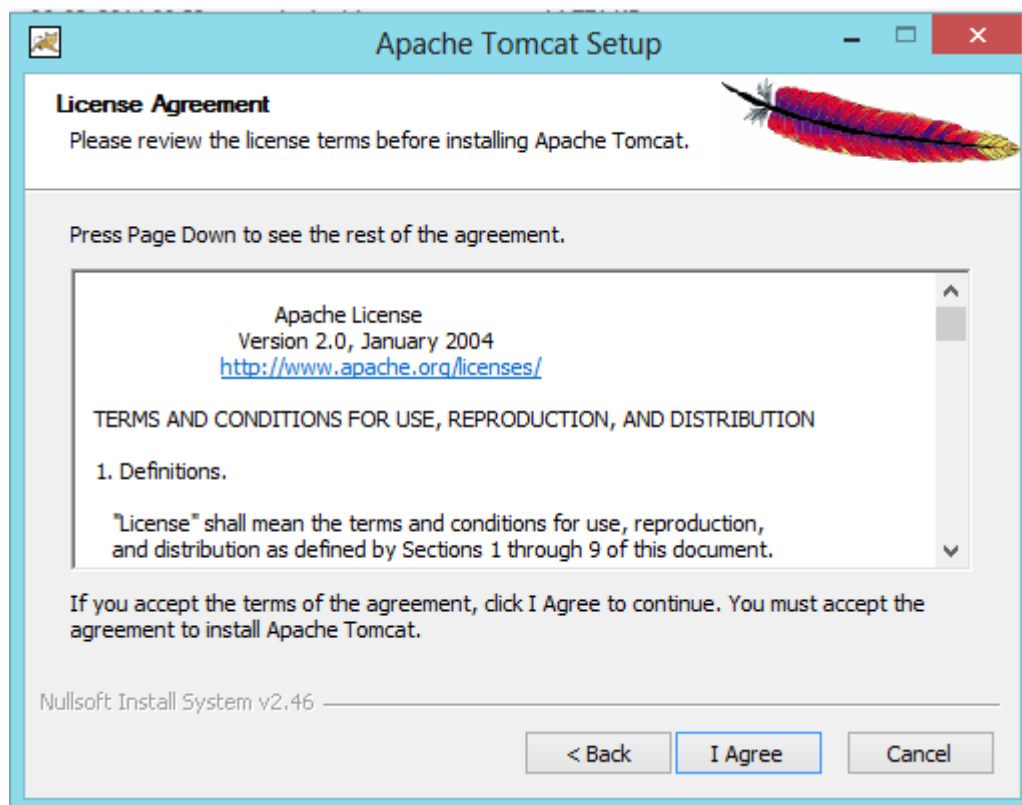 Apache Tomcat Setup
License Agreement
Please review the license terms before installing Apache Tomcat.
Press Page Down to see the rest of the agreement.
Apache License
Version 2.0, January 2004
http://www.apache.org/licenses/
TERMS AND CONDITIONS FOR USE, REPRODUCTION, AND DISTRIBUTION
1. Definitions.
"License" shall mean the terms and conditions for use, reproduction,
and distribution as defined by Sections 1 through 9 of this document.
If you accept the terms of the agreement, click I Agree to continue. You must accept the
agreement to install Apache Tomcat.
Nullsoft Install System v2.46
< Back I Agree Cancel